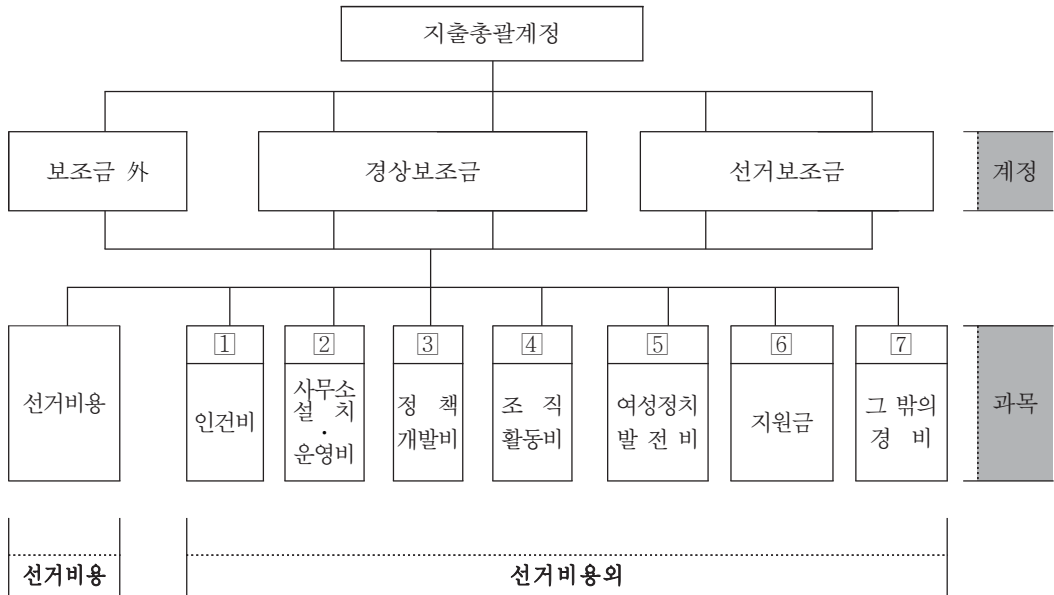 지출총괄계정
보조금 外
경상보조금
선거보조금
계정
선거비용
1
인건비
2
사무소
설 치
·
운영비
3
정 책
개발비
4
조 직
활동비
5
여성정치
발 전 비
6
지원금
7
그 밖의
경 비
과목
선거비용
선거비용외